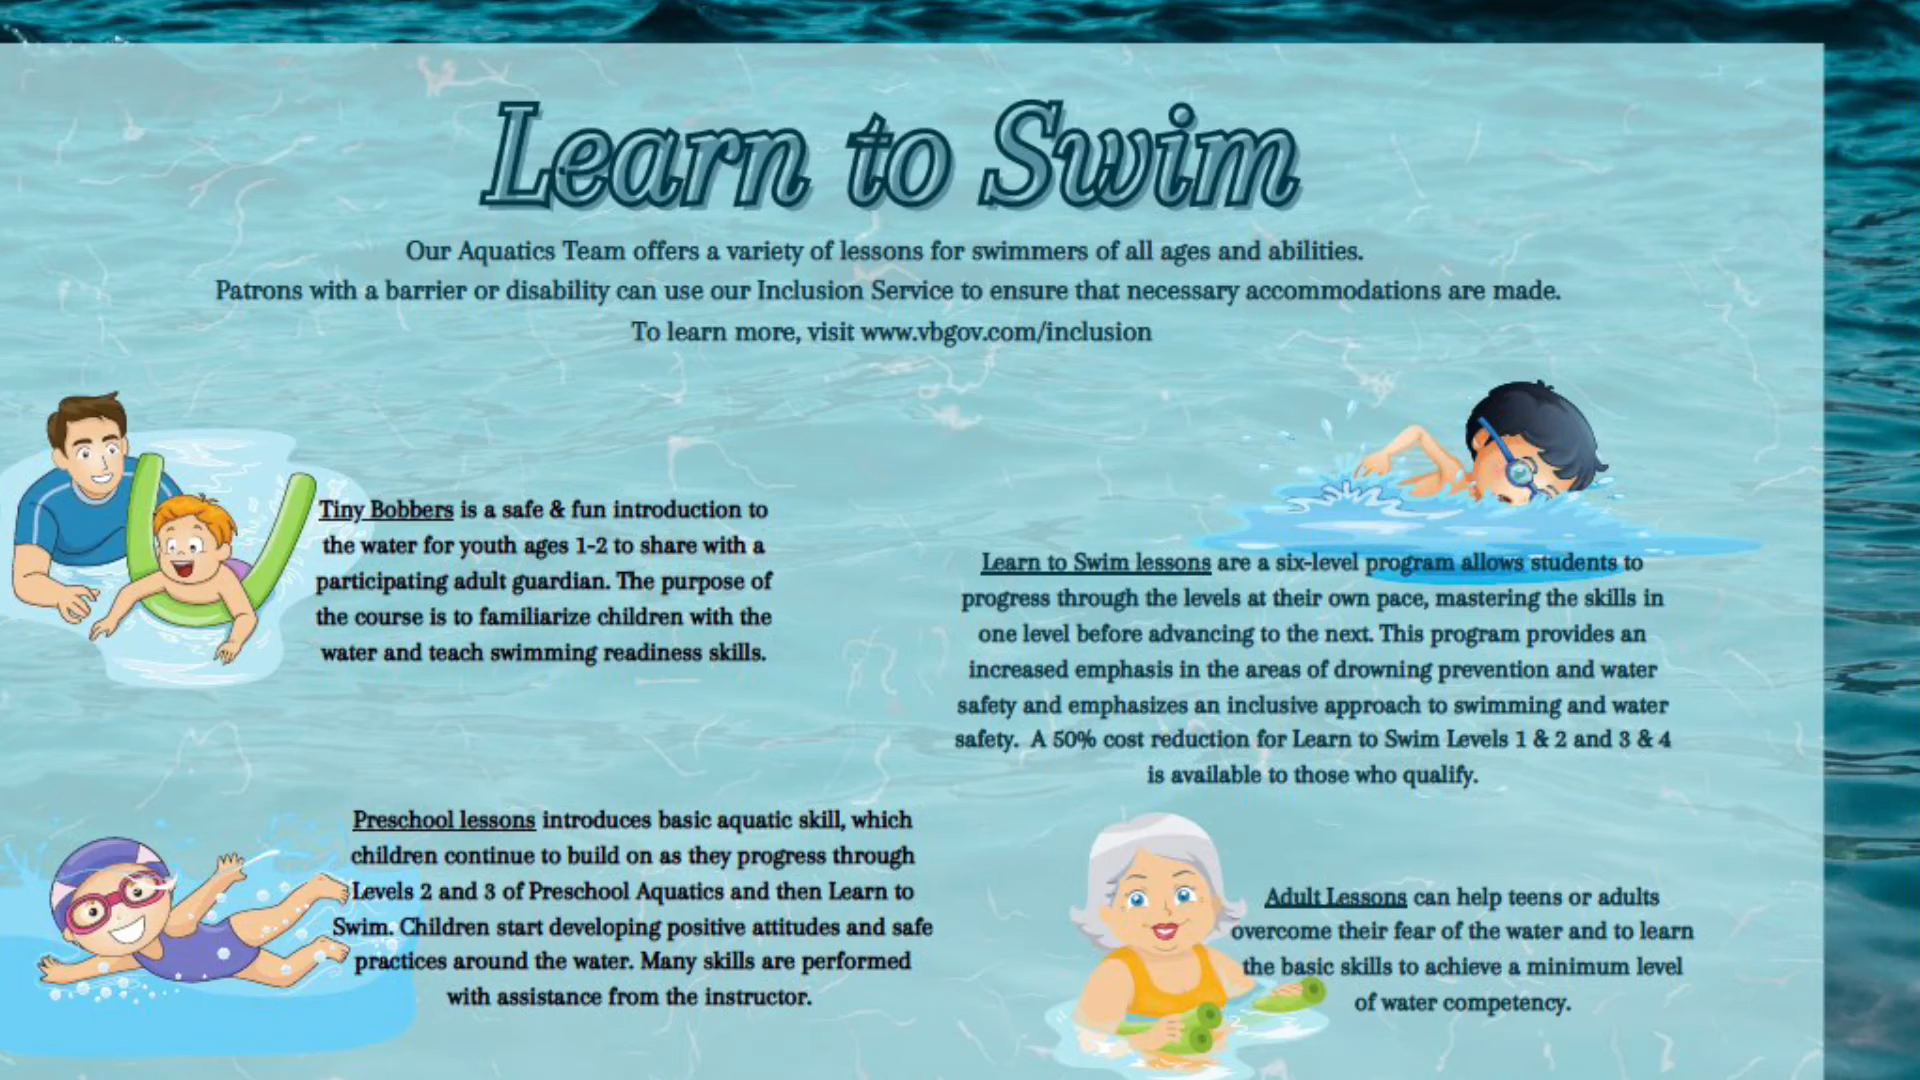 Learn to Swim
Our Aquatics Team offers a variety of lessons for swimmers of all ages and abilities.
Patrons with a barrier or disability can use our Inclusion Service to ensure that necessary accommodations are made.
To learn more, visit www.vbgov.com/inclusion
Tiny Bobbers is a safe & fun introduction to
the water for youth ages 1-2 to share with a
participating adult guardian. The purpose of
the course is to familiarize children with the
water and teach swimming readiness skills.
Preschool lessons introduces basic aquatic skill, which
children continue to build on as they progress through
Levels 2 and 3 of Preschool Aquatics and then Learn to
Swim. Children start developing positive attitudes and safe
practices around the water. Many skills are performed
with assistance from the instructor.
Learn to Swim lessons are a six-level program allows students to
progress through the levels at their own pace, mastering the skills in
one level before advancing to the next. This program provides an
increased emphasis in the areas of drowning prevention and water
safety and emphasizes an inclusive approach to swimming and water
safety. A 50% cost reduction for Learn to Swim Levels 1 & 2 and 3 & 4
is available to those who qualify.
Adult Lessons can help teens or adults
overcome their fear of the water and to learn
the basic skills to achieve a minimum level
of water competency.